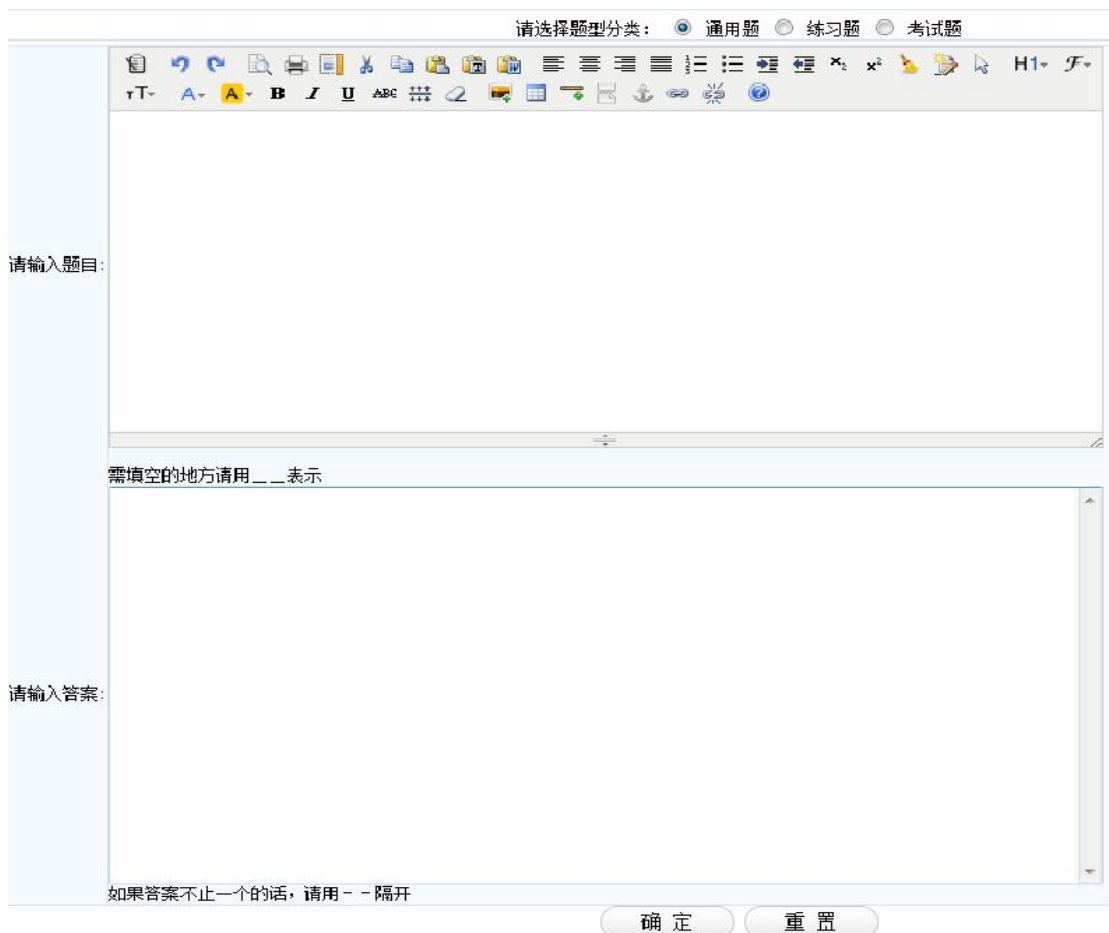 请选择题型分类： 通用题 练习题 考试题
H1 F
TT A A B I U ABC
请输入题目:
需填空的地方请用＿＿表示
请输入答案:
如果答案不止一个的话，请用－－隔开
确 定 重 置